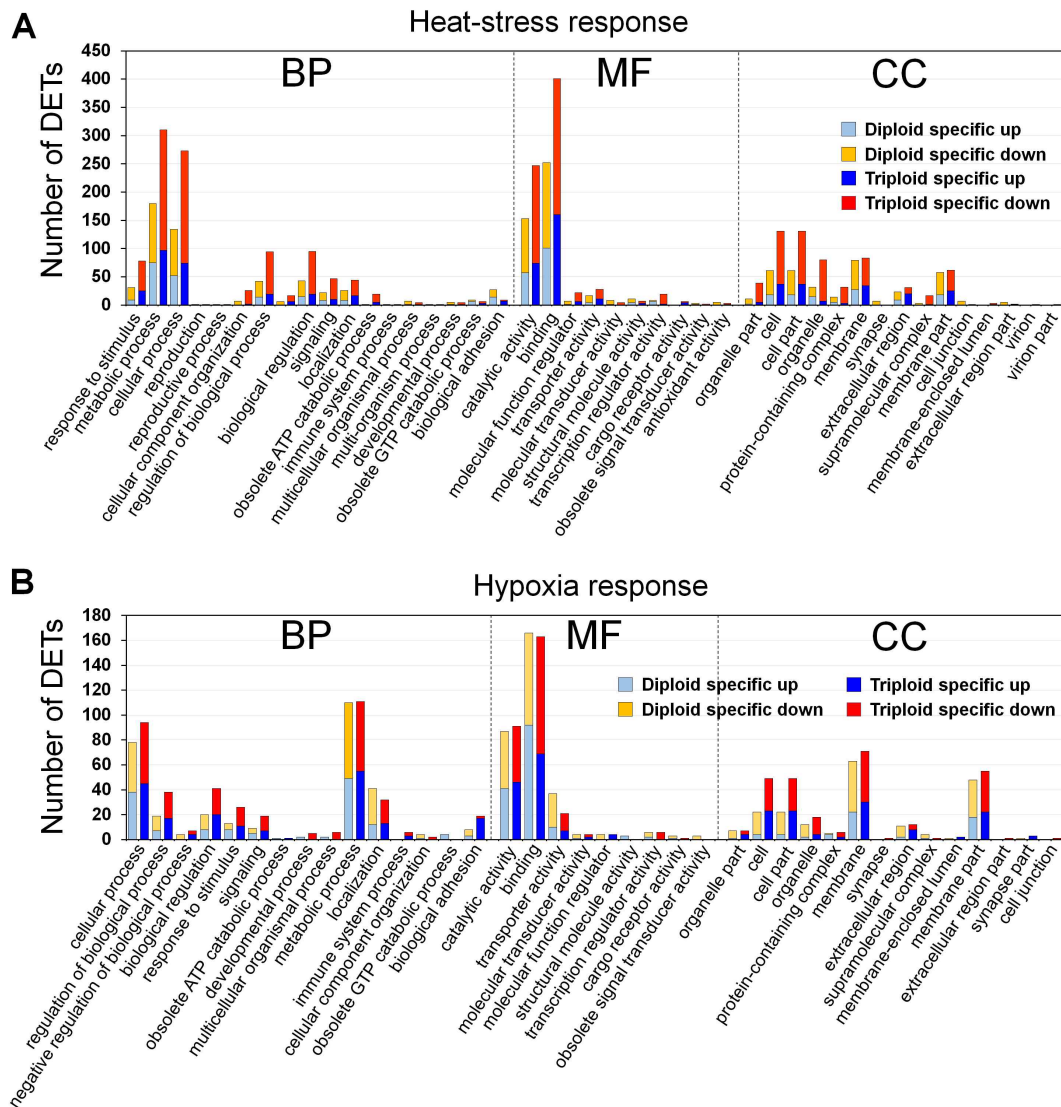 A
Heat-stress response
Number of DETs
450
400
350
300
250
200
150
100
50
0
BP
MF
CC
Diploid specific up
Diploid specific down
Triploid specific up
Triploid specific down
response to stimulus
metabolic process
cellular process
reproduction
reproductive process
cellular component organization
regulation of biological process
biological regulation
signaling
localization
obsolete ATP catabolic process
immune system process
multicellular organismal process
multi-organism process
developmental process
obsolete GTP catabolic process
biological adhesion
catalytic activity
binding
molecular function regulator
transporter activity
molecular transducer activity
structural molecule activity
transcription regulator activity
cargo receptor activity
obsolete signal transducer activity
antioxidant activity
organelle part
cell
cell part
organelle
protein-containing complex
membrane
synapse
extracellular region
supramolecular complex
membrane part
cell junction
membrane-enclosed lumen
extracellular region part
virion
virion part
B
Hypoxia response
Number of DETs
180
160
140
120
100
80
60
40
20
0
BP
MF
CC
Diploid specific up
Triploid specific up
Diploid specific down
Triploid specific down
cellular process
regulation of biological process
negative regulation of biological process
biological regulation
response to stimulus
signaling
obsolete ATP catabolic process
developmental process
multicellular organismal process
metabolic process
localization
immune system process
cellular component organization
obsolete GTP catabolic process
biological adhesion
catalytic activity
binding
transporter activity
molecular transducer activity
molecular function regulator
structural molecule activity
transcription regulator activity
cargo receptor activity
obsolete signal transducer activity
organelle part
cell
cell part
organelle
protein-containing complex
membrane
synapse
extracellular region
supramolecular complex
membrane-enclosed lumen
membrane part
extracellular region part
synapse part
cell junction